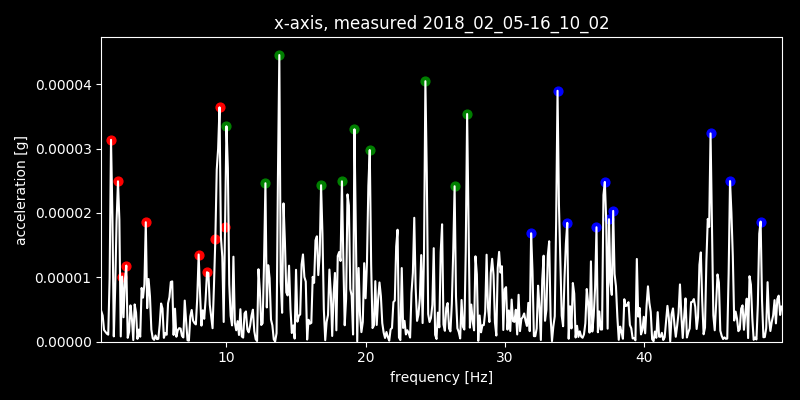 x-axis, measured 2018_02_05-16_10_02
acceleration [g]
0.00004
0.00003
0.00002
0.00001
0.00000
10 20 30 40
frequency [Hz]